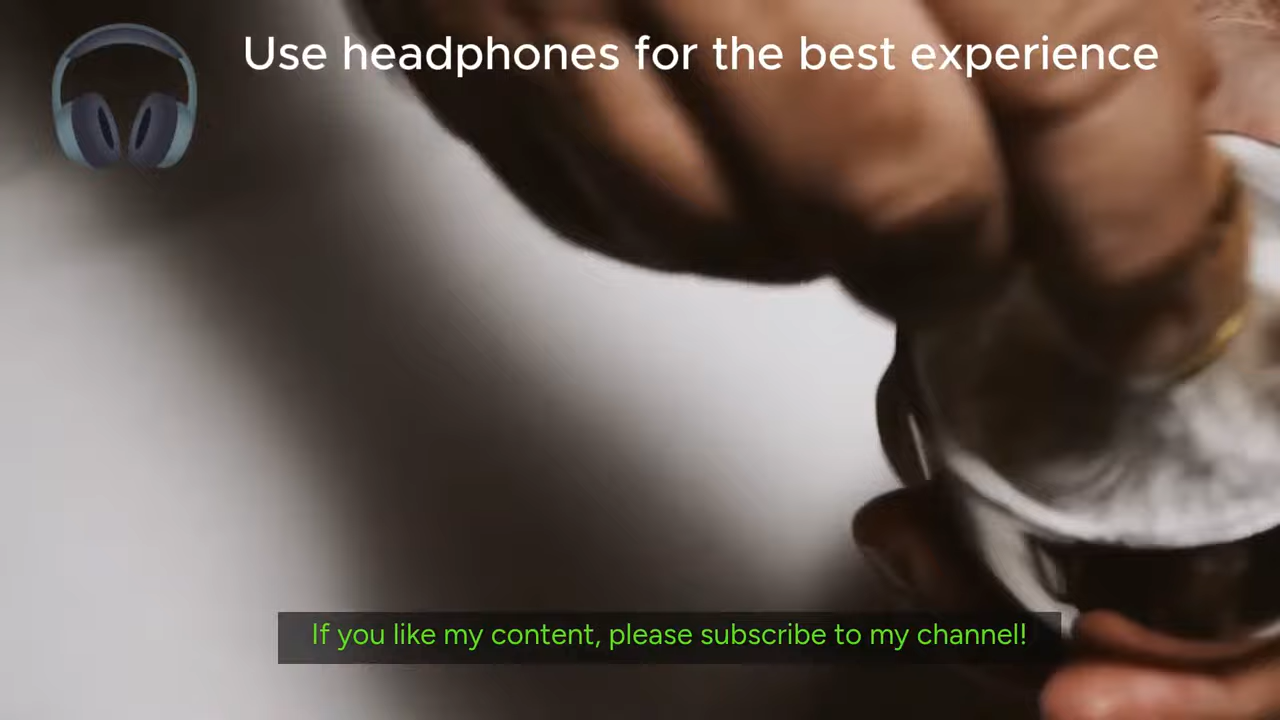 Use headphones for the best experience
If you like my content, please subscribe to my channel!